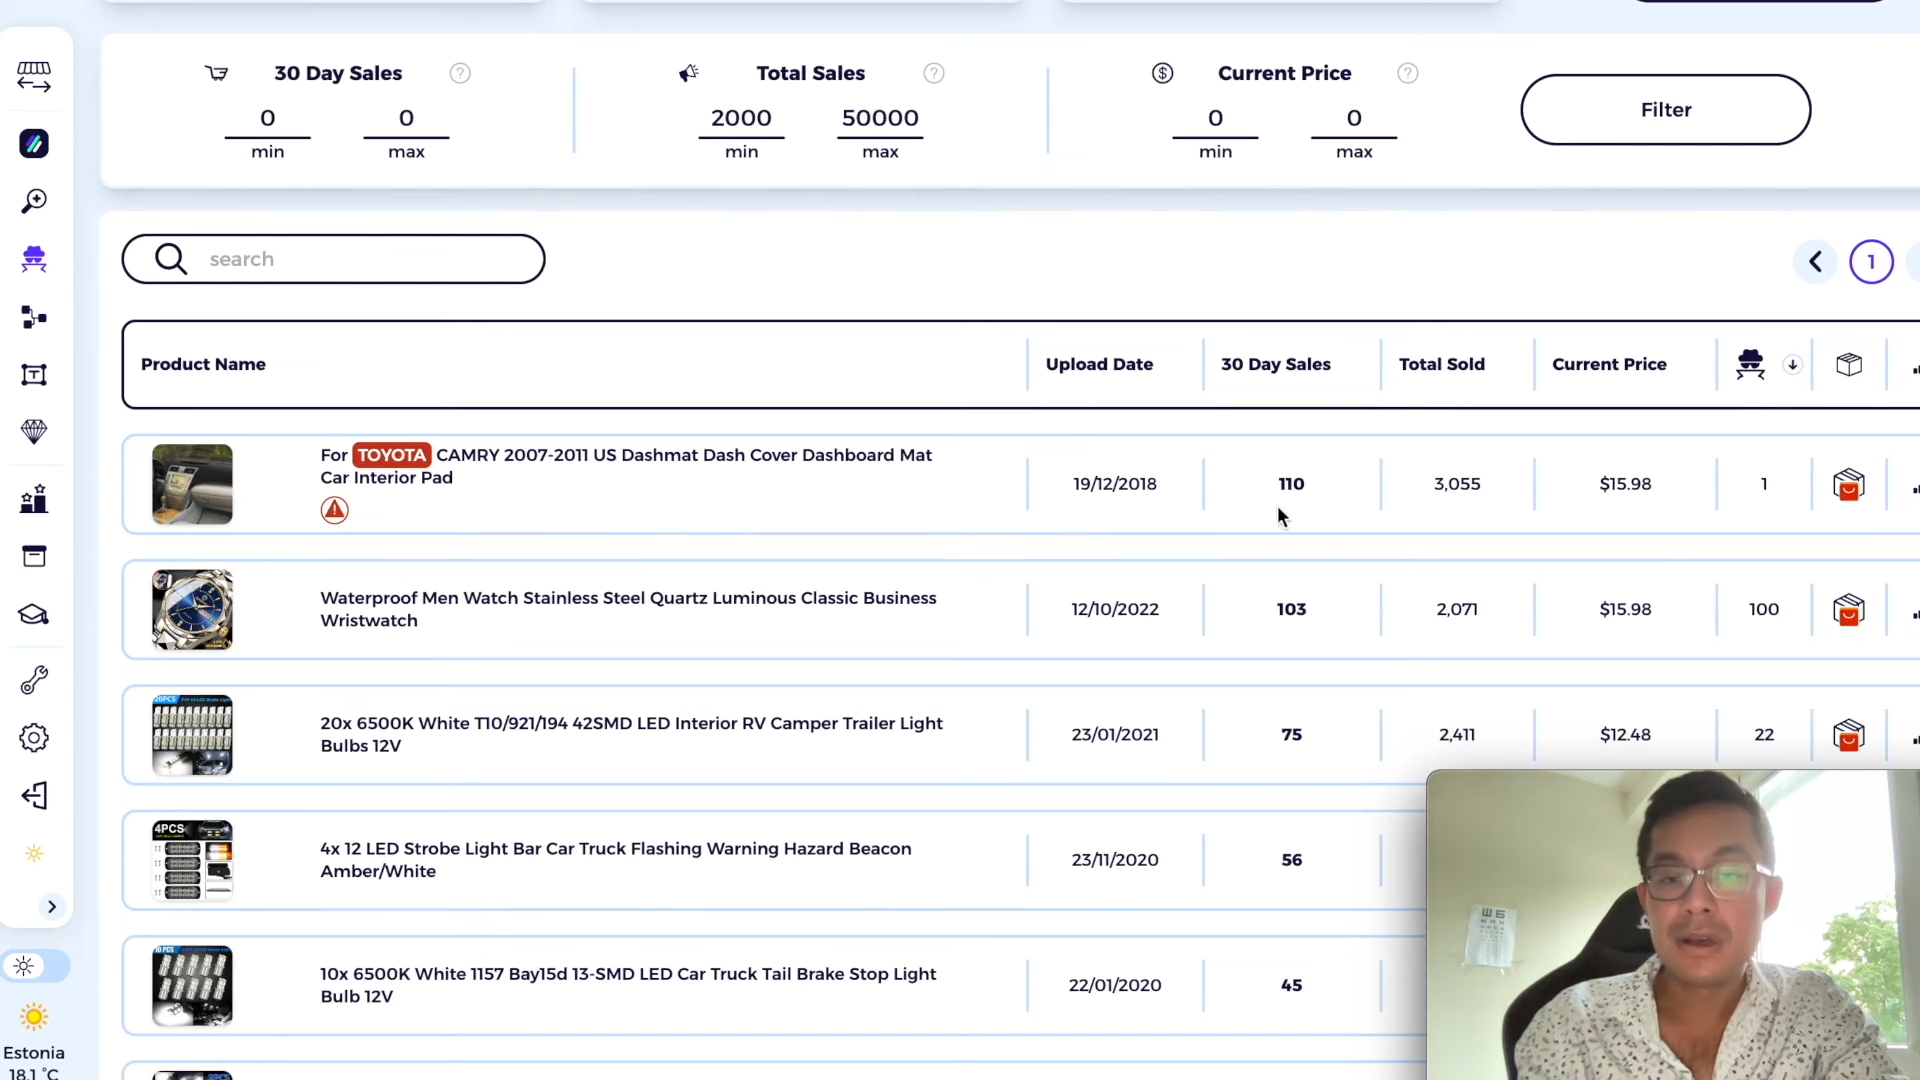 30 Day Sales ? Total Sales ? Current Price ?
0 0 2000 50000 0 0 Filter
min max min max min max
search
1
Product Name Upload Date 30 Day Sales Total Sold Current Price
For TOYOTA CAMRY 2007-2011 US Dashmat Dash Cover Dashboard Mat
Car Interior Pad
19/12/2018 110 3,055 $15.98 1
Waterproof Men Watch Stainless Steel Quartz Luminous Classic Business
Wristwatch
12/10/2022 103 2,071 $15.98 100
20x 6500K White T10/921/194 42SMD LED Interior RV Camper Trailer Light
Bulbs 12V
23/01/2021 75 2,411 $12.48 22
4PCS
4x 12 LED Strobe Light Bar Car Truck Flashing Warning Hazard Beacon
Amber/White
23/11/2020 56
10 PCS
10x 6500K White 1157 Bay15d 13-SMD LED Car Truck Tail Brake Stop Light
Bulb 12V
22/01/2020 45
Estonia
18.1 °C
Ш Б